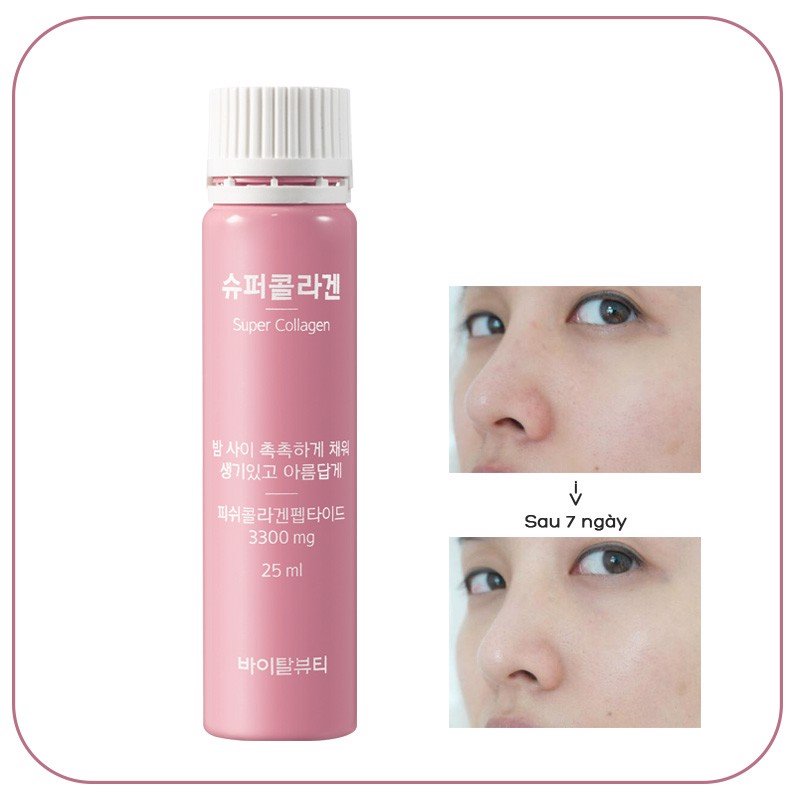 슈퍼콜라겐
Super Collagen
밤 사이 촉촉하게 채워
생기있고 아름답게
피쉬콜라겐펩타이드
3300 mg
25 ml
바이탈뷰티
Sau 7 ngày